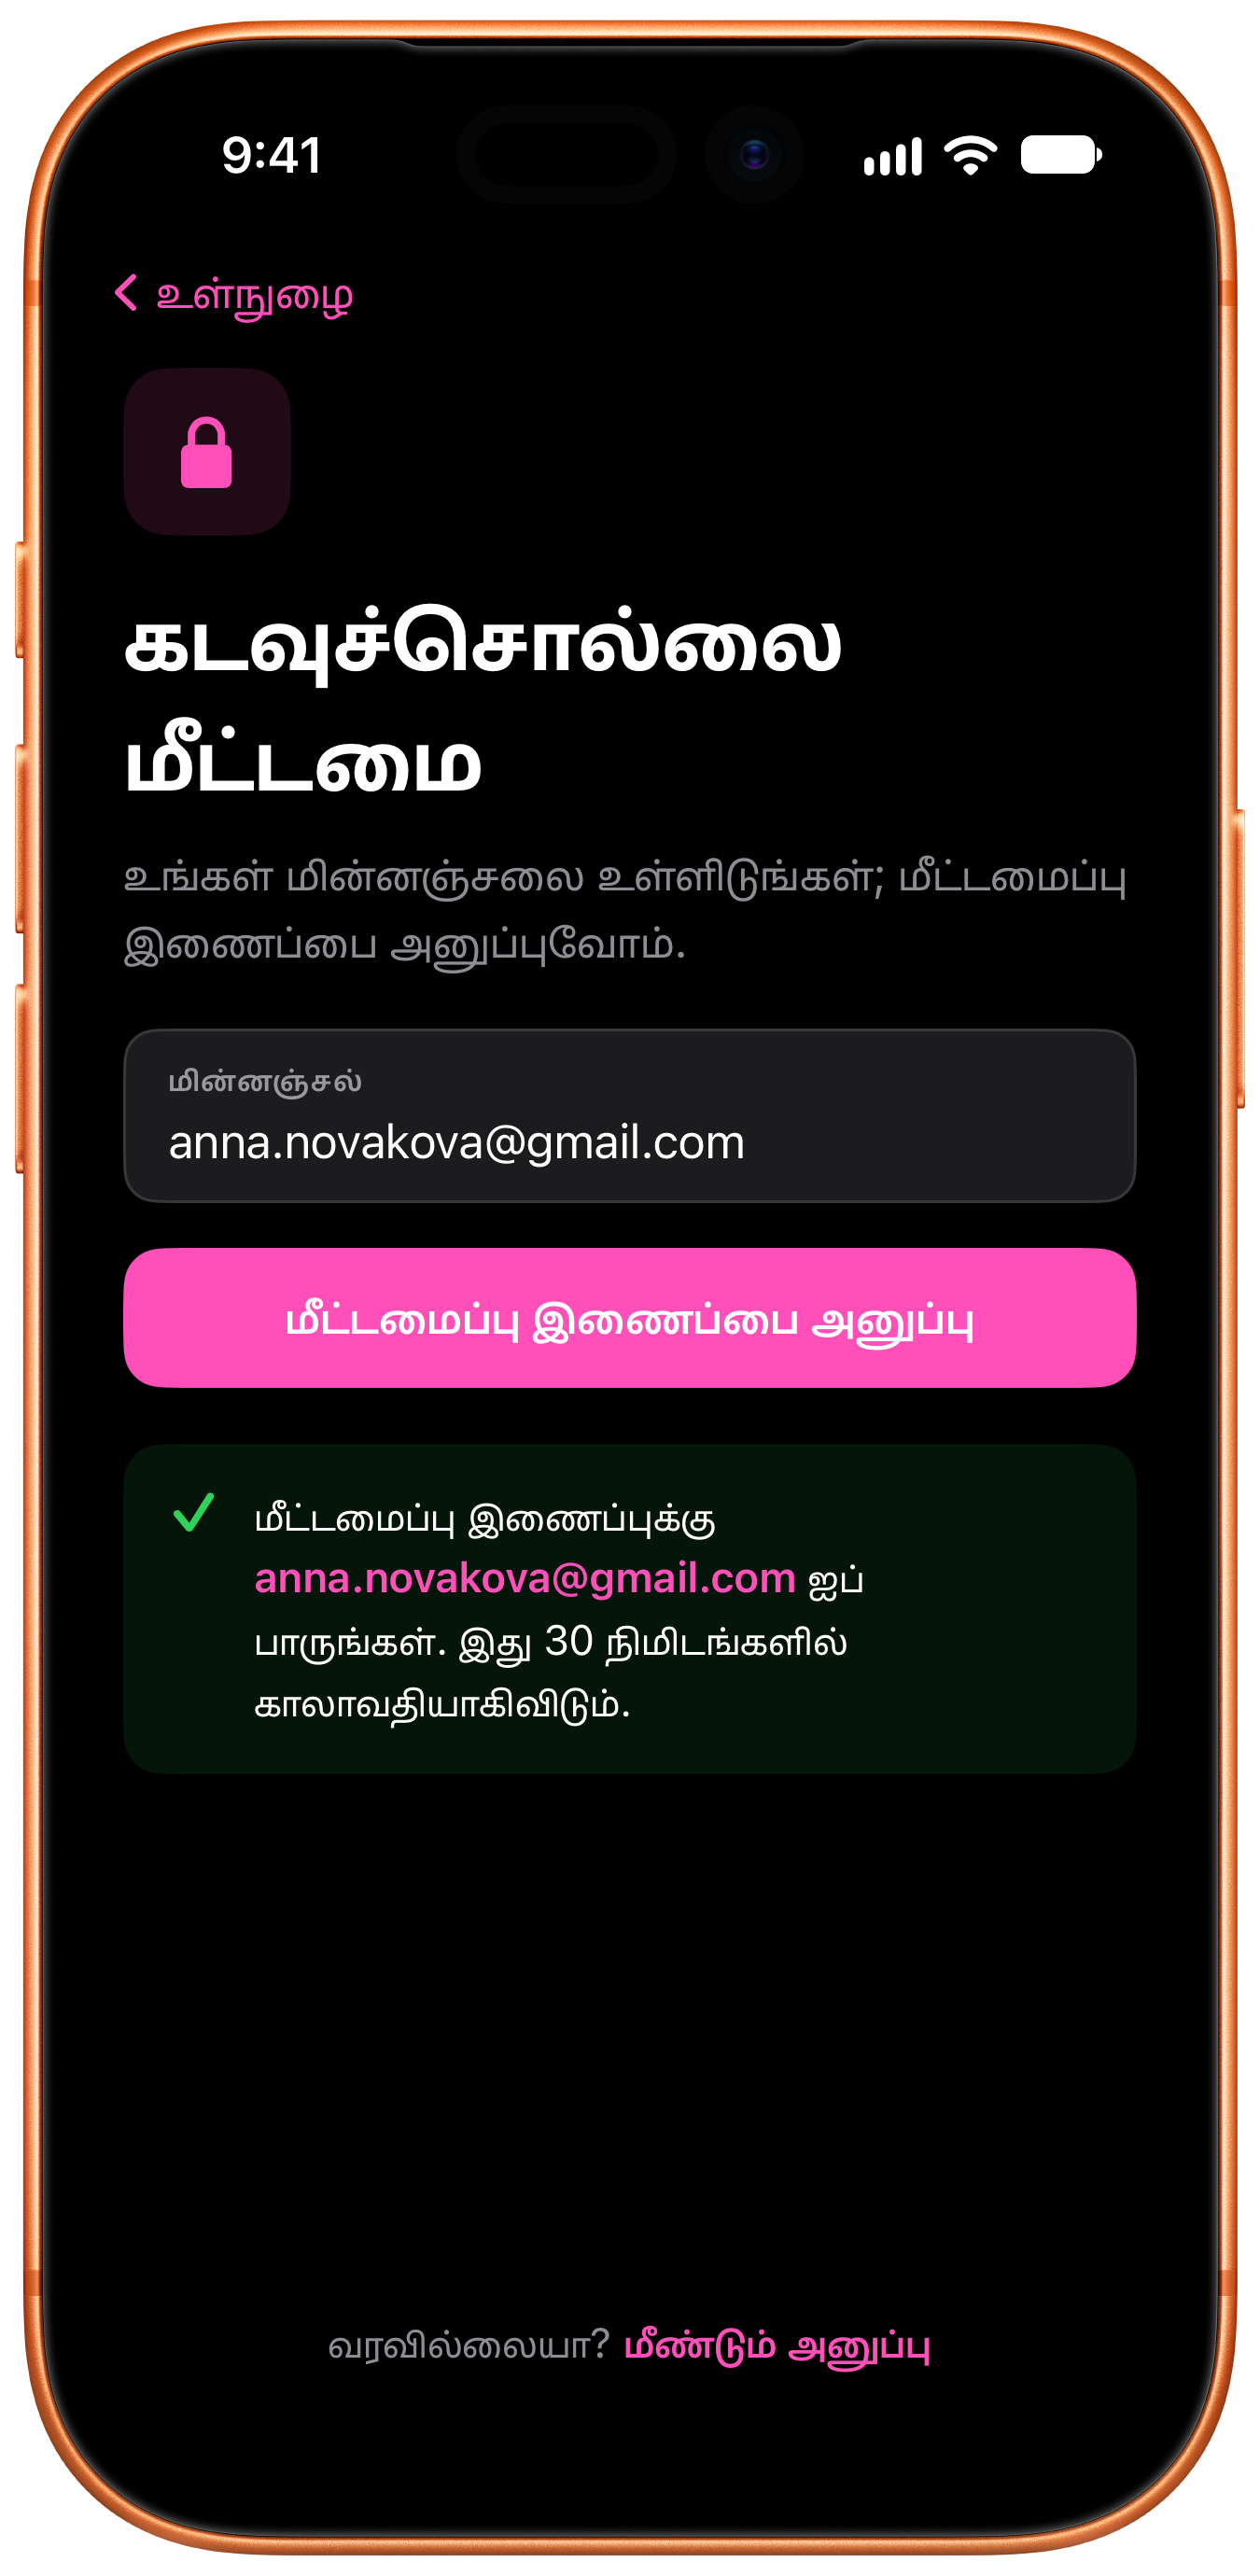 9:41
உள்நுழை
கடவுச்சொல்லை
மீட்டமை
உங்கள் மின்னஞ்சலை உள்ளிடுங்கள்; மீட்டமைப்பு
இணைப்பை அனுப்புவோம்.
மின்னஞ்சல்
anna.novakova@gmail.com
மீட்டமைப்பு இணைப்பை அனுப்பு
மீட்டமைப்பு இணைப்புக்கு
anna.novakova@gmail.com ஐப்
பாருங்கள். இது 30 நிமிடங்களில்
காலாவதியாகிவிடும்.
வரவில்லையா? மீண்டும் அனுப்பு